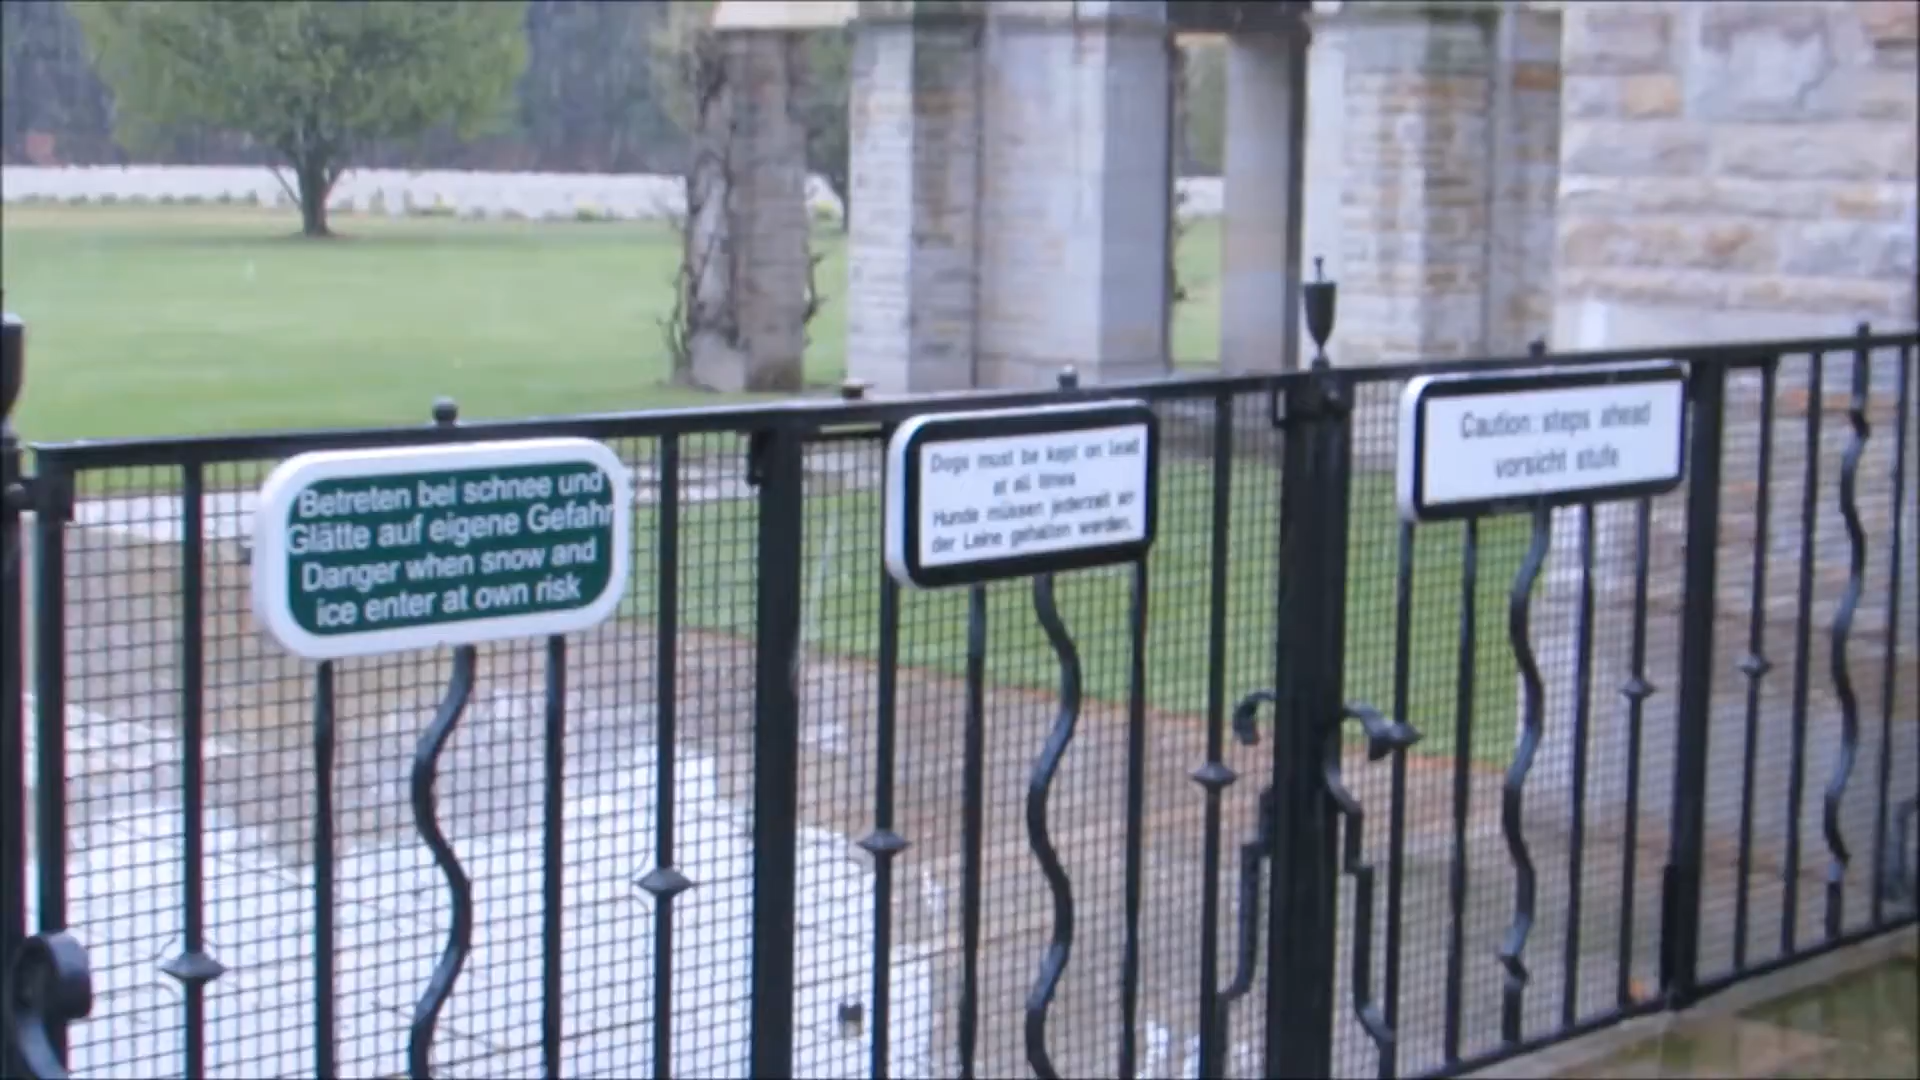 Betreten bei schnee und
Glätte auf eigene Gefahr
Danger when snow and
ice enter at own risk
Dogs must be kept on lead
at all times
Hunde müssen jederzeit an
der Leine gehalten werden.
Caution: steps ahead
vorsicht stufe